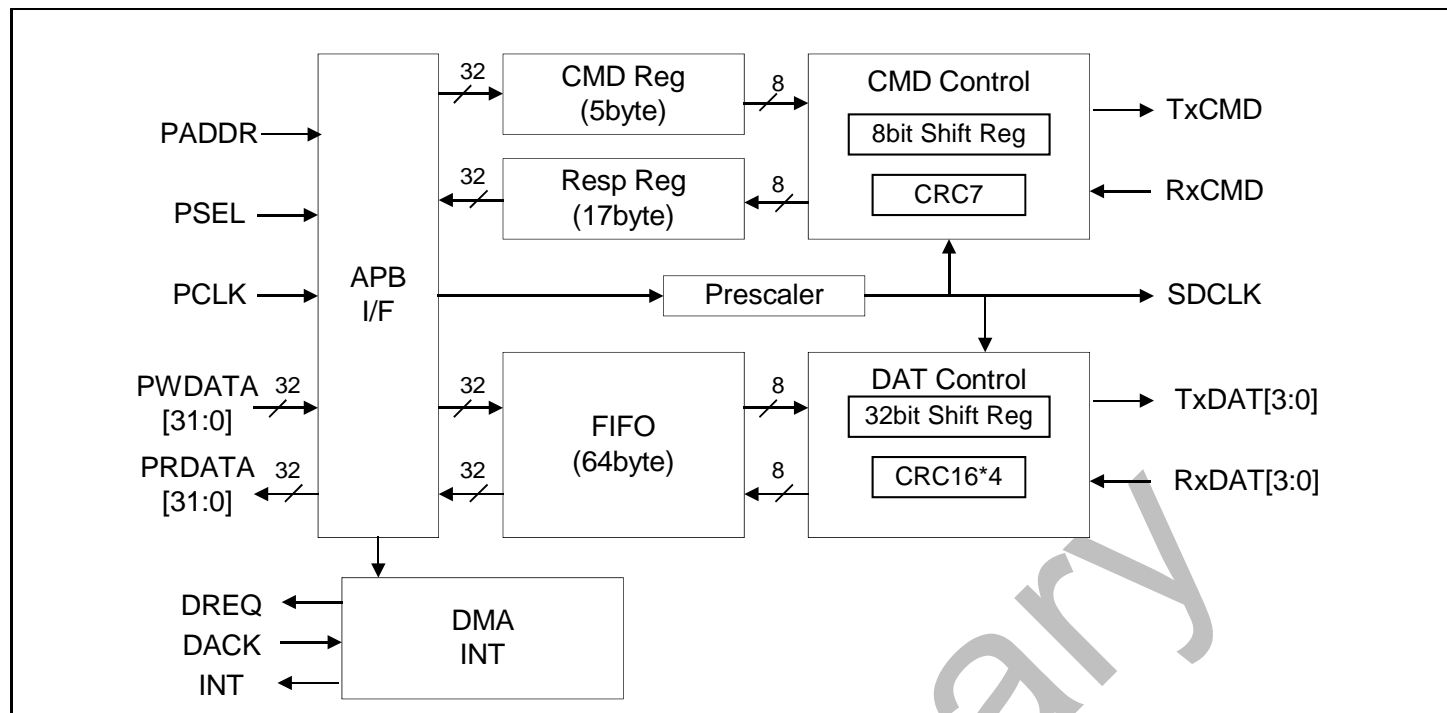 PADDR
PSEL
PCLK
PWDATA
[31:0]
32
PRDATA
[31:0]
32
APB
I/F
32
CMD Reg
(5byte)
8
32
Resp Reg
(17byte)
8
CMD Control
8bit Shift Reg
CRC7
TxCMD
RxCMD
Prescaler
SDCLK
32
32
FIFO
(64byte)
8
8
DAT Control
32bit Shift Reg
CRC16*4
TxDAT[3:0]
RxDAT[3:0]
DREQ
DACK
INT
DMA
INT
ary